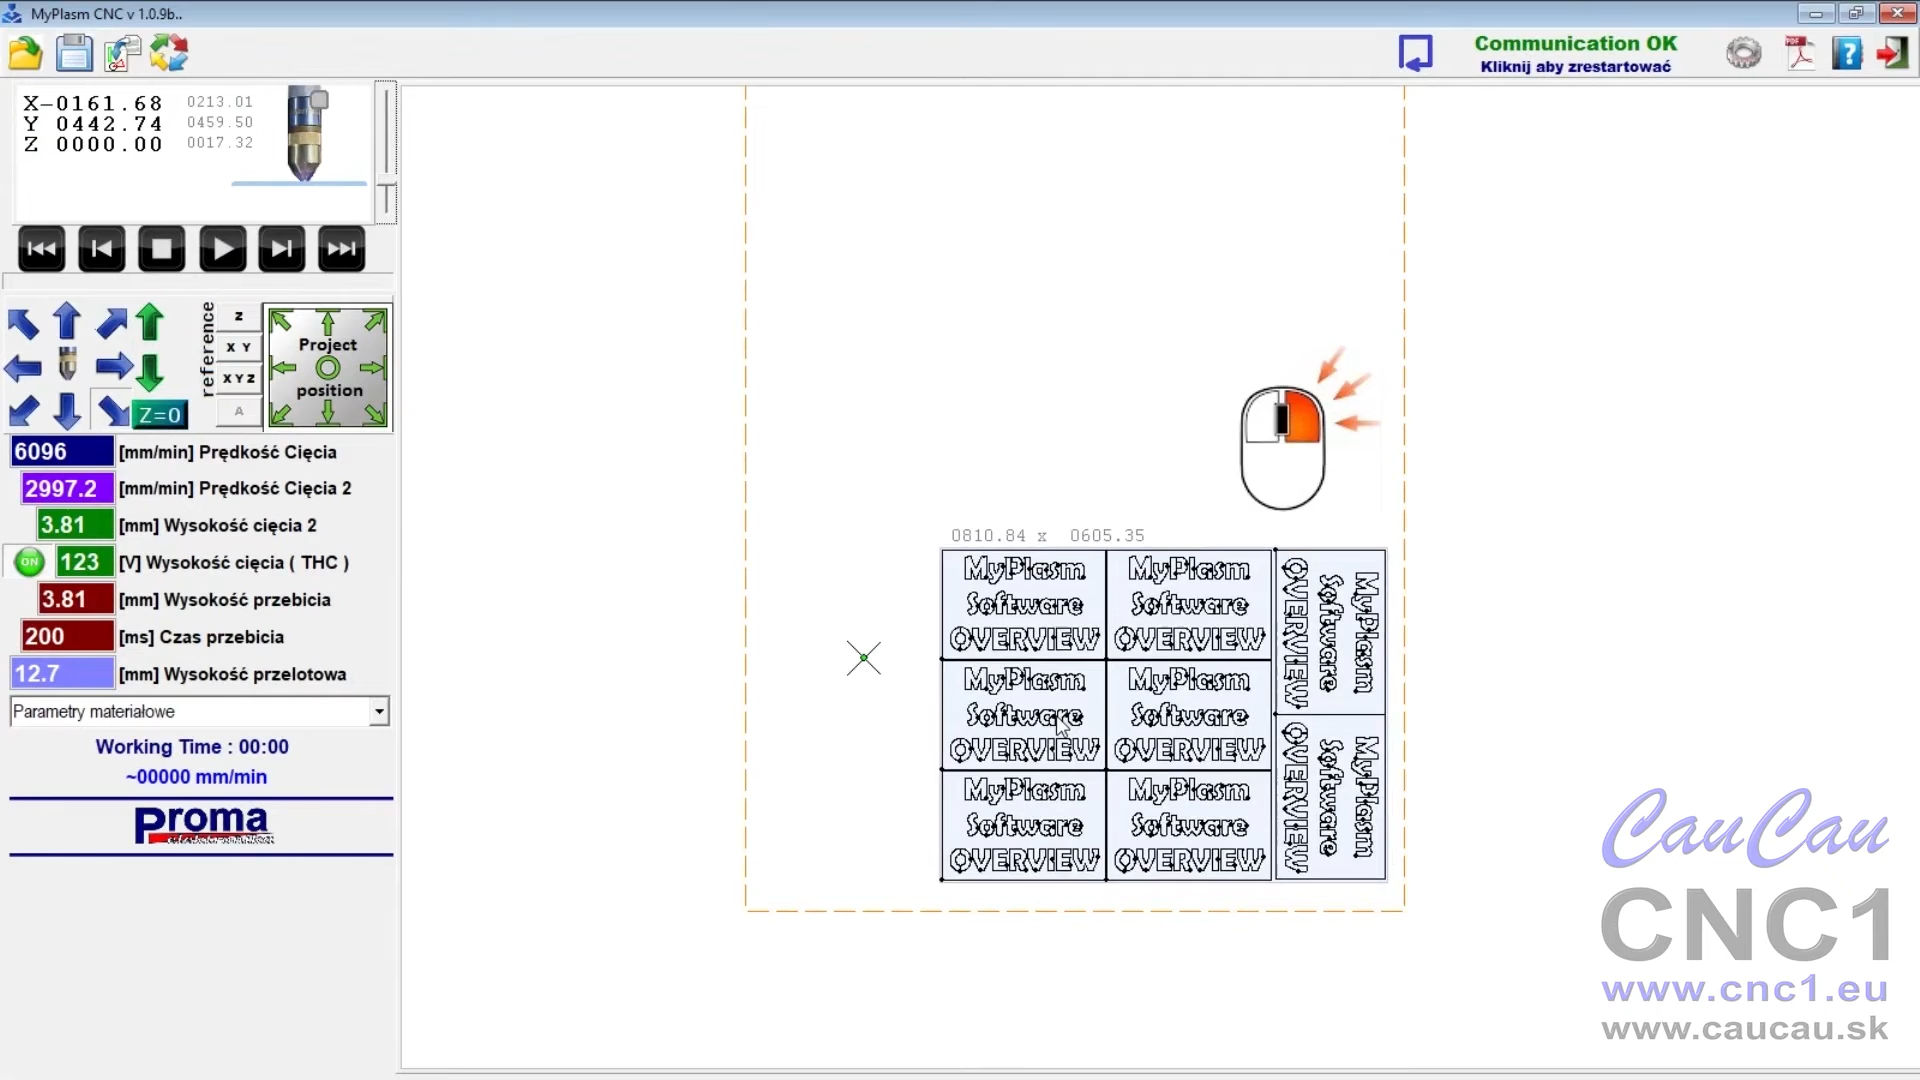 MyPlasm CNC v 1.0.9b..
Communication OK
Kliknij aby zrestartować
PDF
?
X-0161.68 0213.01
Y 0442.74 0459.50
Z 0000.00 0017.32
reference
Z
X Y
X Y Z
A
Project
position
Z=0
6096 [mm/min] Prędkość Cięcia
2997.2 [mm/min] Prędkość Cięcia 2
3.81 [mm] Wysokość cięcia 2
ON 123 [V] Wysokość cięcia ( THC )
3.81 [mm] Wysokość przebicia
200 [ms] Czas przebicia
12.7 [mm] Wysokość przelotowa
Parametry materiałowe
Working Time : 00:00
~00000 mm/min
Proma
0810.84 x 0605.35
MyPlasm
Software
OVERVIEW
MyPlasm
Software
OVERVIEW
MyPlasm
Software
OVERVIEW
MyPlasm
Software
OVERVIEW
MyPlasm
Software
OVERVIEW
MyPlasm
Software
OVERVIEW
MyPlasm
Software
OVERVIEW
MyPlasm
Software
OVERVIEW
CauCau
CNC1
www.cnc1.eu
www.caucau.sk